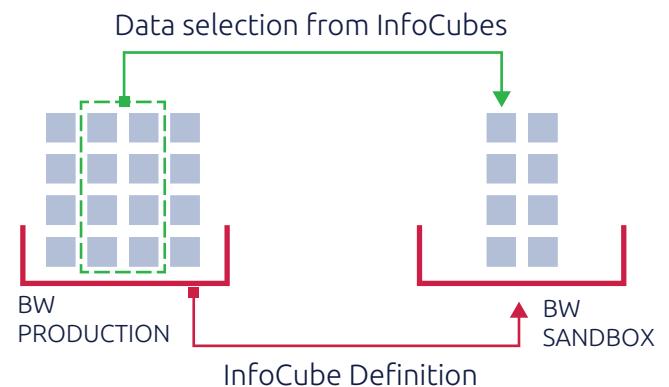 Data selection from InfoCubes
BW
PRODUCTION
BW
SANDBOX
InfoCube Definition